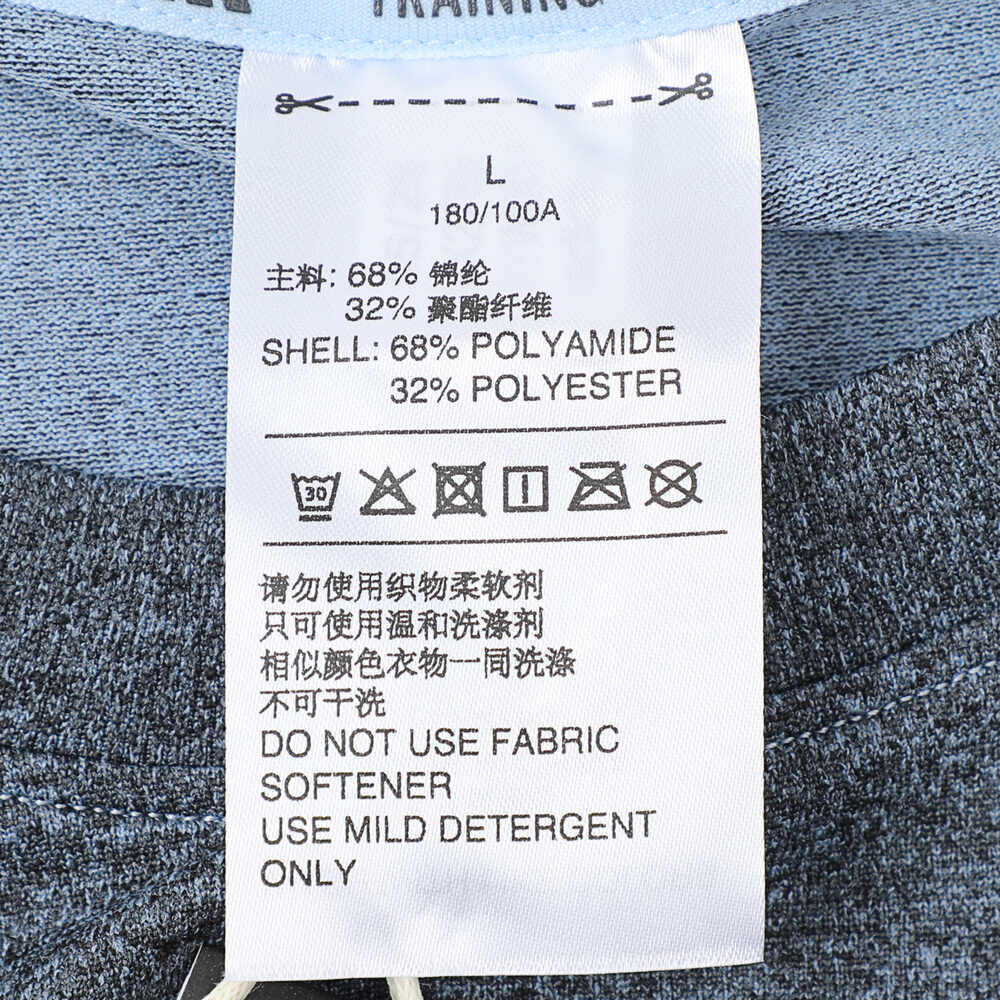 TRAINING
L
180/100A
主料: 68% 锦纶
32% 聚酯纤维
SHELL: 68% POLYAMIDE
32% POLYESTER
30
请勿使用织物柔软剂
只可使用温和洗涤剂
相似颜色衣物一同洗涤
不可干洗
DO NOT USE FABRIC
SOFTENER
USE MILD DETERGENT
ONLY